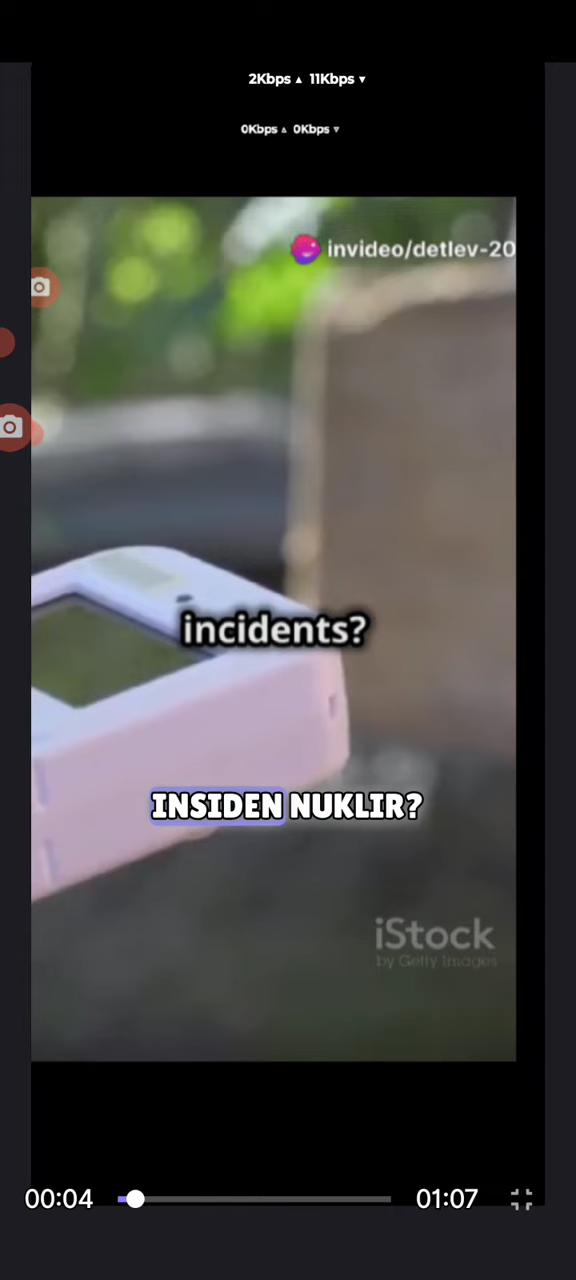 2Kbps ▲ 11Kbps ▼
0Kbps ▵ 0Kbps ▿
invideo/detlev-20
incidents?
INSIDEN NUKLIR?
iStock
by Getty Images
00:04
01:07